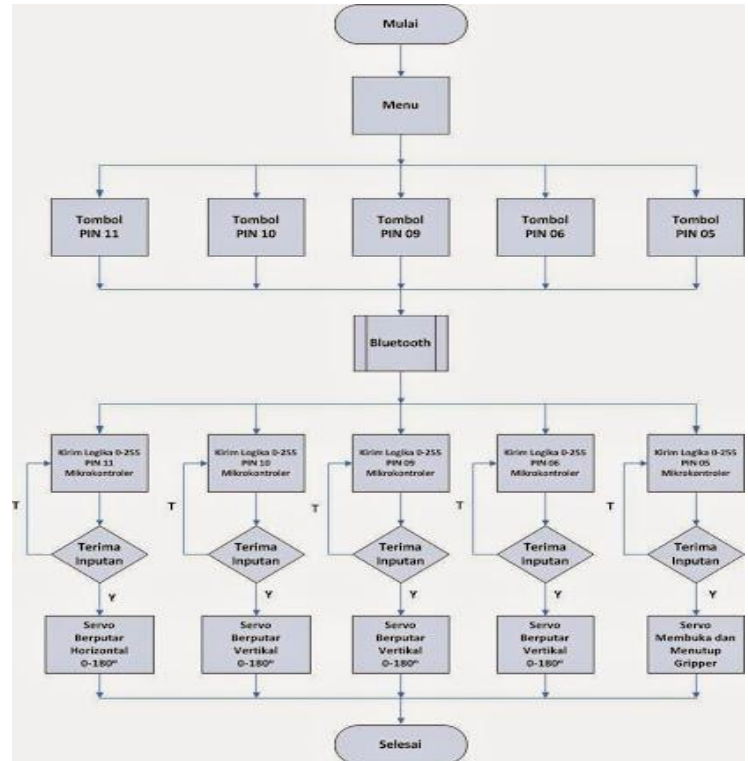 Mulai
Menu
Tombol
PIN 11
Tombol
PIN 10
Tombol
PIN 09
Tombol
PIN 06
Tombol
PIN 05
Bluetooth
Kirim Logika 0-255
PIN 11
Mikrokontroler
Kirim Logika 0-255
PIN 10
Mikrokontroler
Kirim Logika 0-255
PIN 09
Mikrokontroler
Kirim Logika 0-255
PIN 06
Mikrokontroler
Kirim Logika 0-255
PIN 05
Mikrokontroler
T
T
T
T
T
Terima
Inputan
Terima
Inputan
Terima
Inputan
Terima
Inputan
Terima
Inputan
Y
Y
Y
Y
Y
Servo
Berputar
Horizontal
0-180°
Servo
Berputar
Vertikal
0-180°
Servo
Berputar
Vertikal
0-180°
Servo
Berputar
Vertikal
0-180°
Servo
Membuka dan
Menutup
Gripper
Selesai